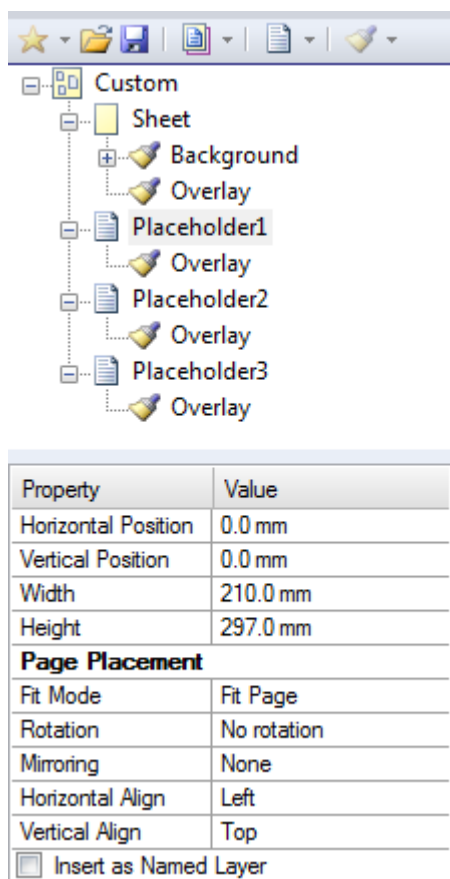 Custom
Sheet
Background
Overlay
Placeholder1
Overlay
Placeholder2
Overlay
Placeholder3
Overlay
Property Value
Horizontal Position 0.0 mm
Vertical Position 0.0 mm
Width 210.0 mm
Height 297.0 mm
Page Placement
Fit Mode Fit Page
Rotation No rotation
Mirroring None
Horizontal Align Left
Vertical Align Top
Insert as Named Layer